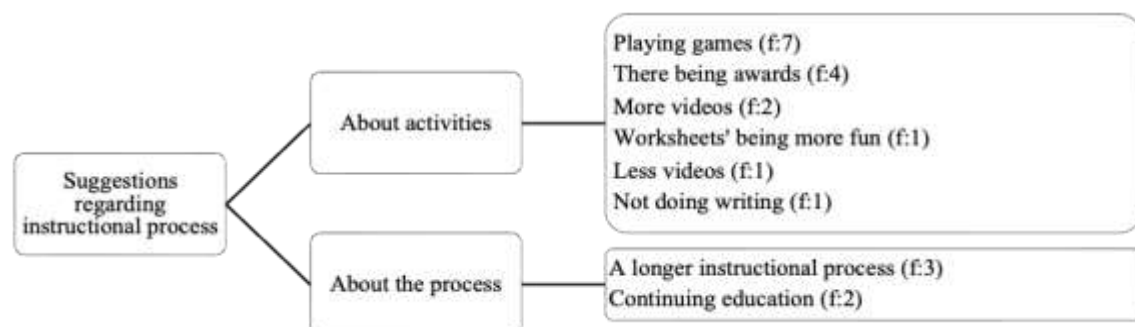 Suggestions
regarding
instructional process
About activities
Playing games (f:7)
There being awards (f:4)
More videos (f:2)
Worksheets' being more fun (f:1)
Less videos (f:1)
Not doing writing (f:1)
About the process
A longer instructional process (f:3)
Continuing education (f:2)